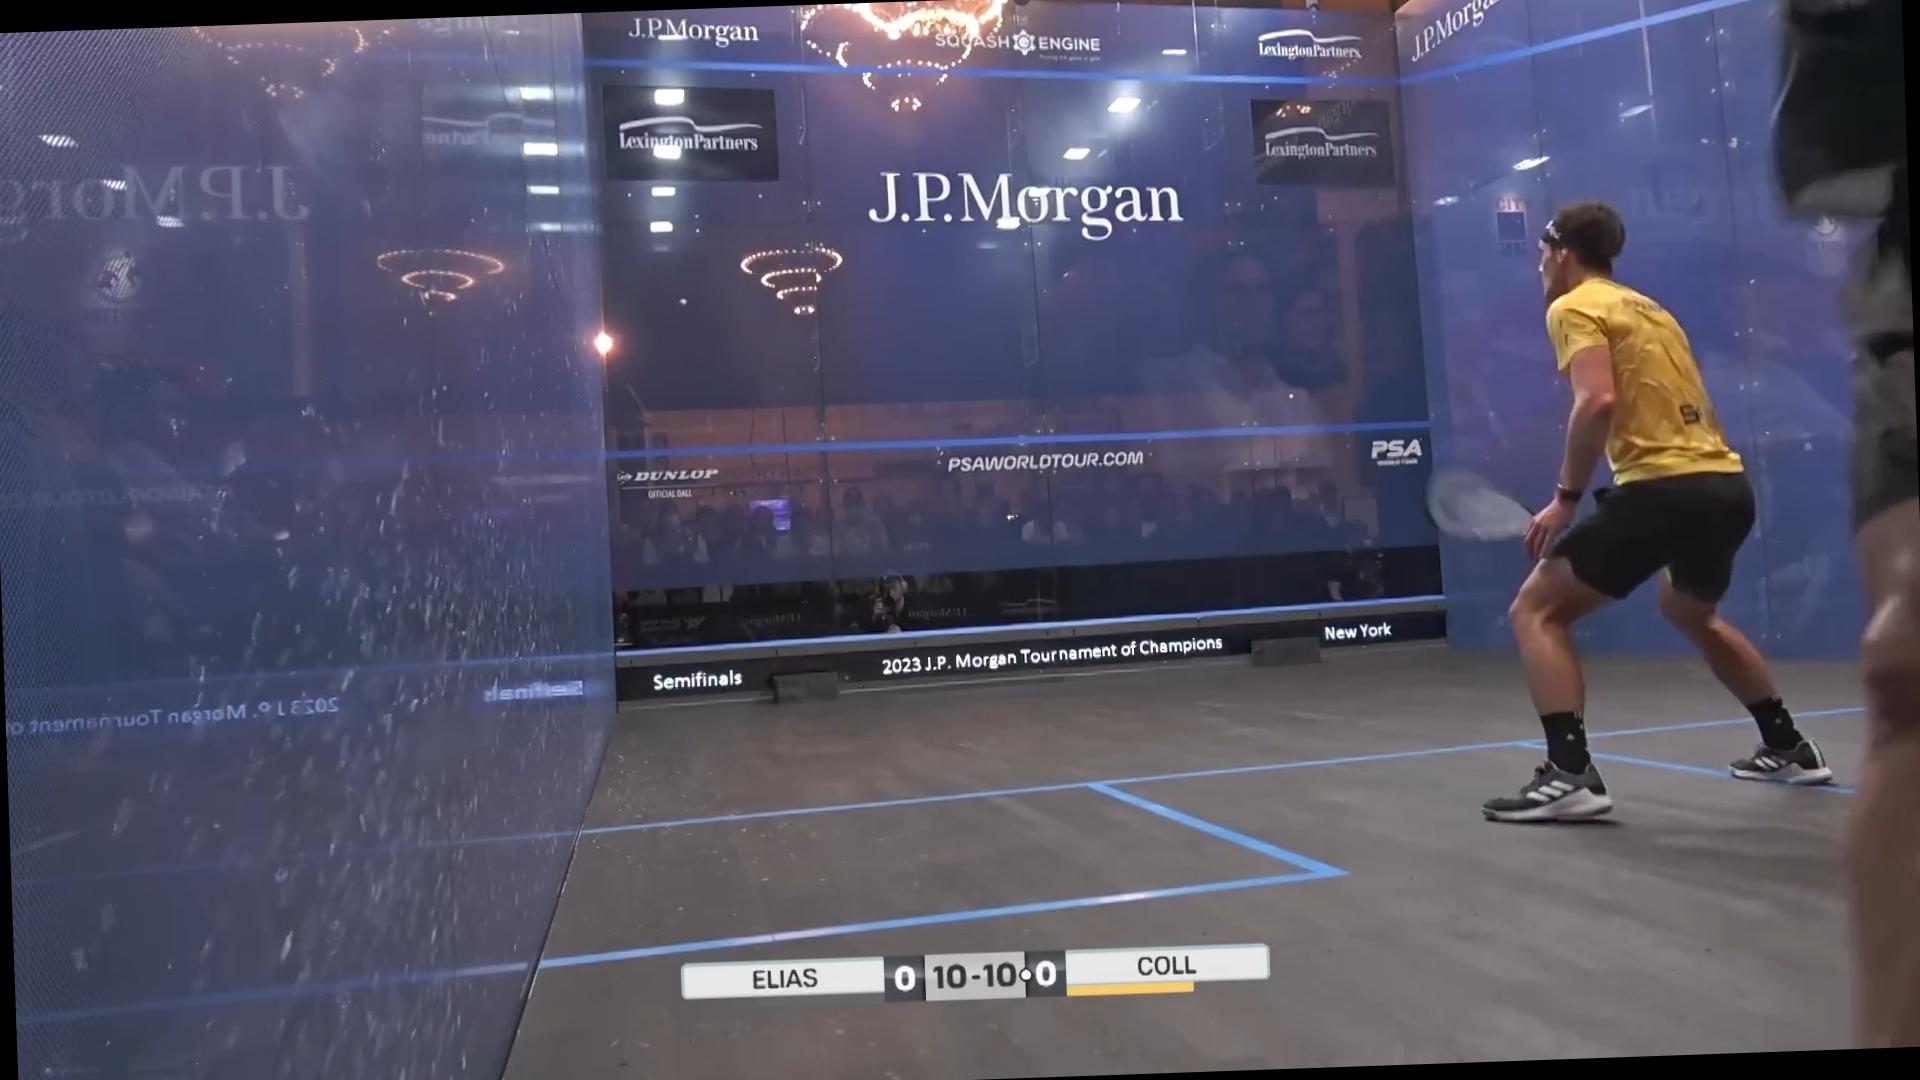 J.P.Morgan
SQUASH ENGINE
LexingtonPartners
J.P.Morga
LexingtonPartners
LexingtonPartners
J.P.Morgan
PSAWORLDTOUR.COM
PSA
DUNLOP
OFFICIAL BALL
New York
2023 J.P. Morgan Tournament of Champions
Semifinals
ELIAS 0 10-10 0 COLL